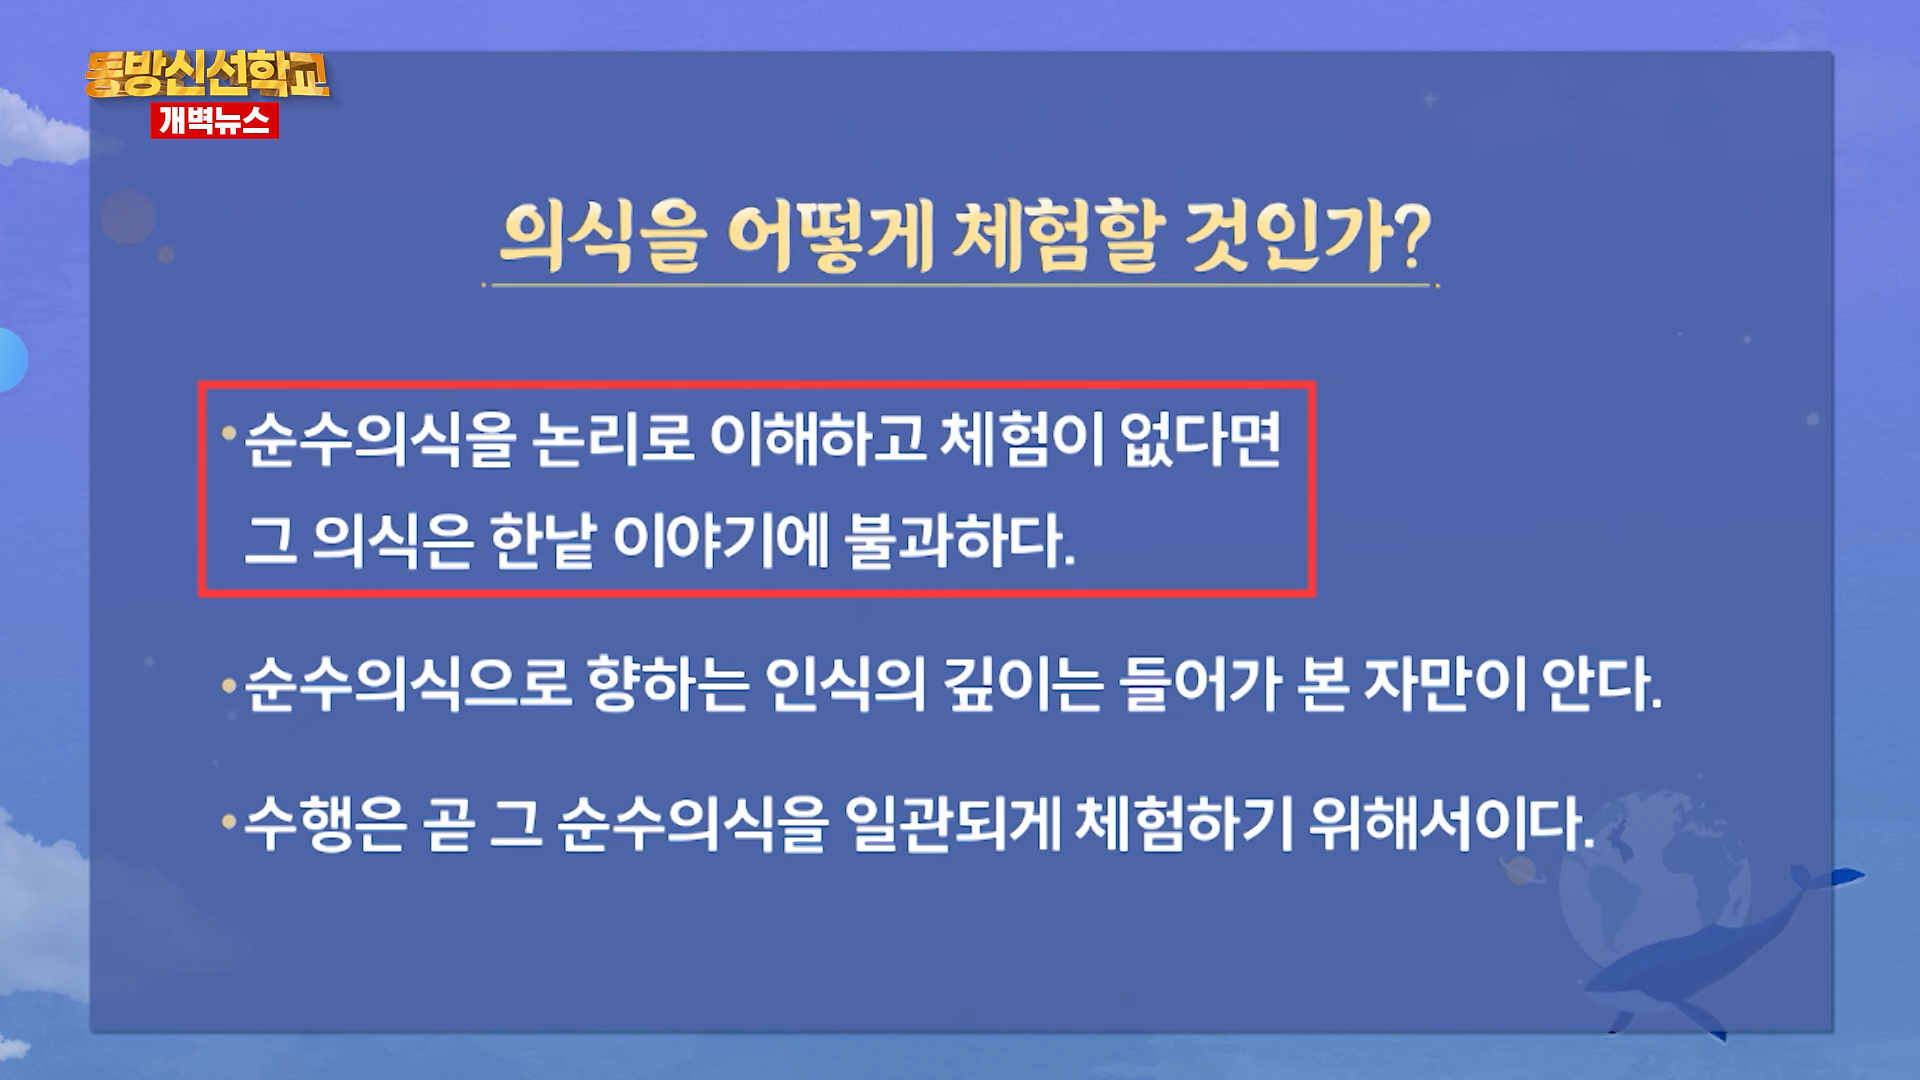 동방신선학교
개벽뉴스
의식을 어떻게 체험할 것인가?
•순수의식을 논리로 이해하고 체험이 없다면
그 의식은 한낱 이야기에 불과하다.
•순수의식으로 향하는 인식의 깊이는 들어가 본 자만이 안다.
•수행은 곧 그 순수의식을 일관되게 체험하기 위해서이다.